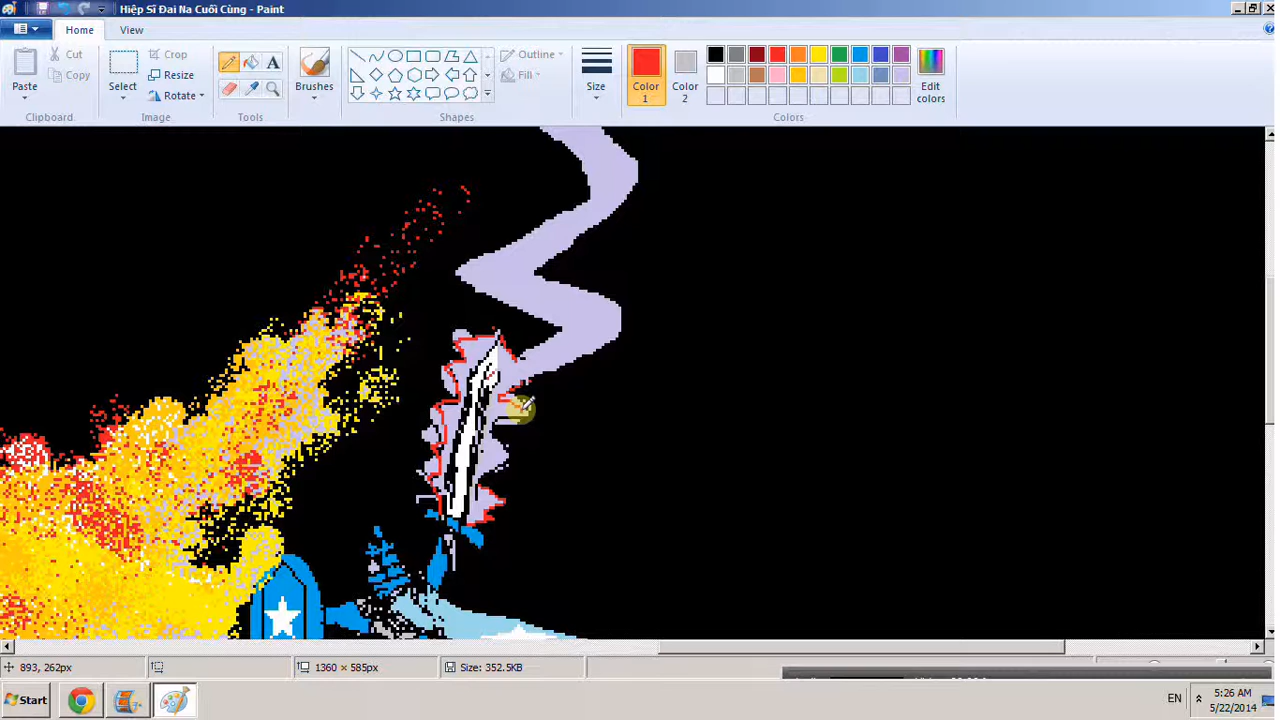 Hiệp Sĩ Đai Na Cuối Cùng - Paint
Home View
Paste
Cut
Copy
Clipboard
Select
Crop
Resize
Rotate
Image
A
Tools
Brushes
Shapes
Outline
Fill
Size
Color 1
Color 2
Edit colors
Colors
893, 262px
1360 × 585px
Size: 352.5KB
Start
EN
5:26 AM
5/22/2014